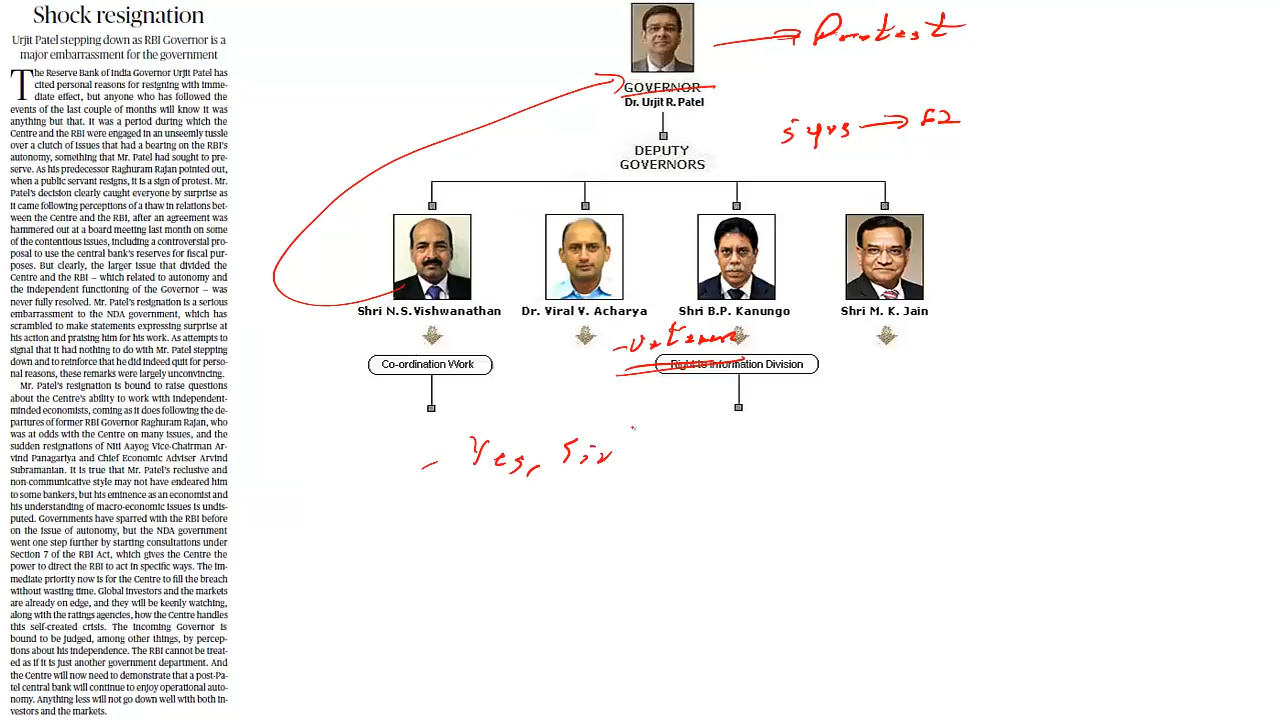 Shock resignation
Urjit Patel stepping down as RBI Governor is a
major embarrassment for the government
The Reserve Bank of India Governor Urjit Patel has
cited personal reasons for resigning with imme-
diate effect, but anyone who has followed the
events of the last couple of months will know it was
anything but that. It was a period during which the
Centre and the RBI were engaged in an unseemly tussle
over a clutch of issues that had a bearing on the RBI's
autonomy, something that Mr. Patel had sought to pre-
serve. As his predecessor Raghuram Rajan pointed out,
when a public servant resigns, it is a sign of protest. Mr.
Patel's decision clearly caught everyone by surprise as
it came following perceptions of a thaw in relations bet-
ween the Centre and the RBI, after an agreement was
hammered out at a board meeting last month on some
of the contentious issues, including a controversial pro-
posal to use the central bank's reserves for fiscal pur-
poses. But clearly, the larger issue that divided the
Centre and the RBI – which related to autonomy and
the independent functioning of the Governor – was
never fully resolved. Mr. Patel's resignation is a serious
embarrassment to the NDA government, which has
scrambled to make statements expressing surprise at
his action and praising him for his work. As attempts to
signal that it had nothing to do with Mr. Patel stepping
down and to reinforce that he did indeed quit for perso-
nal reasons, these remarks were largely unconvincing.
Mr. Patel's resignation is bound to raise questions
about the Centre's ability to work with independent-
minded economists, coming as it does following the de-
partures of former RBI Governor Raghuram Rajan, who
was at odds with the Centre on many issues, and the
sudden resignations of Niti Aayog Vice-Chairman Ar-
vind Panagariya and Chief Economic Adviser Arvind
Subramanian. It is true that Mr. Patel's reclusive and
non-communicative style may not have endeared him
to some bankers, but his eminence as an economist and
his understanding of macro-economic issues is undis-
puted. Governments have sparred with the RBI before
on the issue of autonomy, but the NDA government
went one step further by starting consultations under
Section 7 of the RBI Act, which gives the Centre the
power to direct the RBI to act in specific ways. The im-
mediate priority now is for the Centre to fill the breach
without wasting time. Global investors and the markets
are already on edge, and they will be keenly watching,
along with the ratings agencies, how the Centre handles
this self-created crisis. The incoming Governor is
bound to be judged, among other things, by percep-
tions about his independence. The RBI cannot be treat-
ed as if it is just another government department. And
the Centre will now need to demonstrate that a post-Pa-
tel central bank will continue to enjoy operational auto-
nomy. Anything less will not go down well with both in-
vestors and the markets.
Protest
GOVERNOR
Dr. Urjit R. Patel
5 yrs → 62
DEPUTY
GOVERNORS
Shri N.S.Vishwanathan
Dr. Viral V. Acharya
Shri B.P. Kanungo
Shri M. K. Jain
Co-ordination Work
Right to Information Division
- Yes, Sir